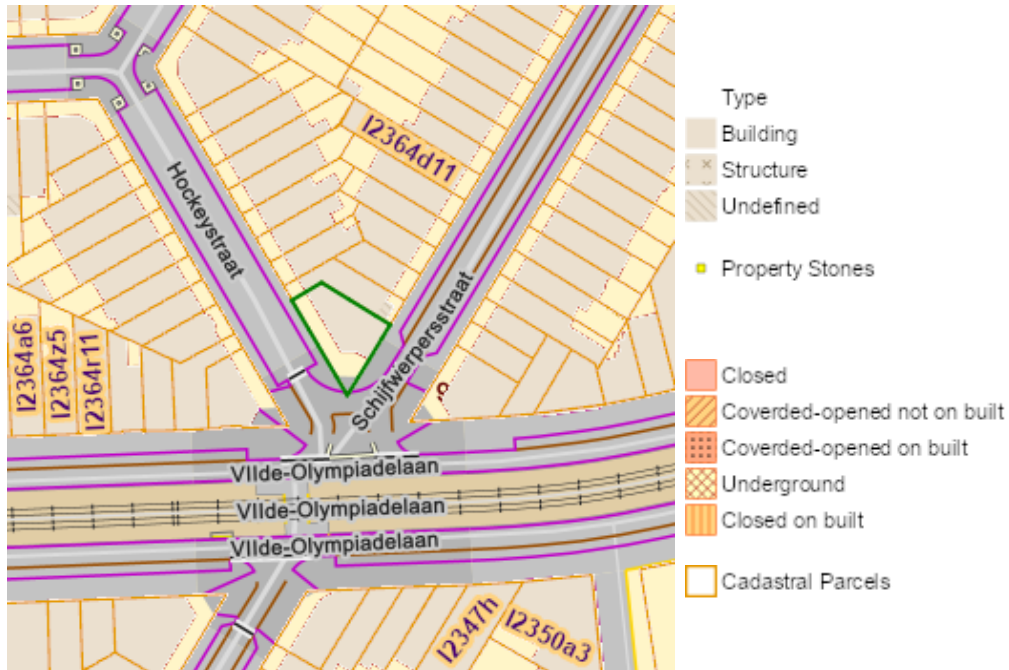 I2364d11
Hockeystraat
Schijfwerpersstraat
I2364a6
I2364z5
I2364r11
VIIde-Olympiadelaan
VIIde-Olympiadelaan
VIIde-Olympiadelaan
I2347h
I2350a3
Type
Building
Structure
Undefined
Property Stones
Closed
Coverded-opened not on built
Coverded-opened on built
Underground
Closed on built
Cadastral Parcels